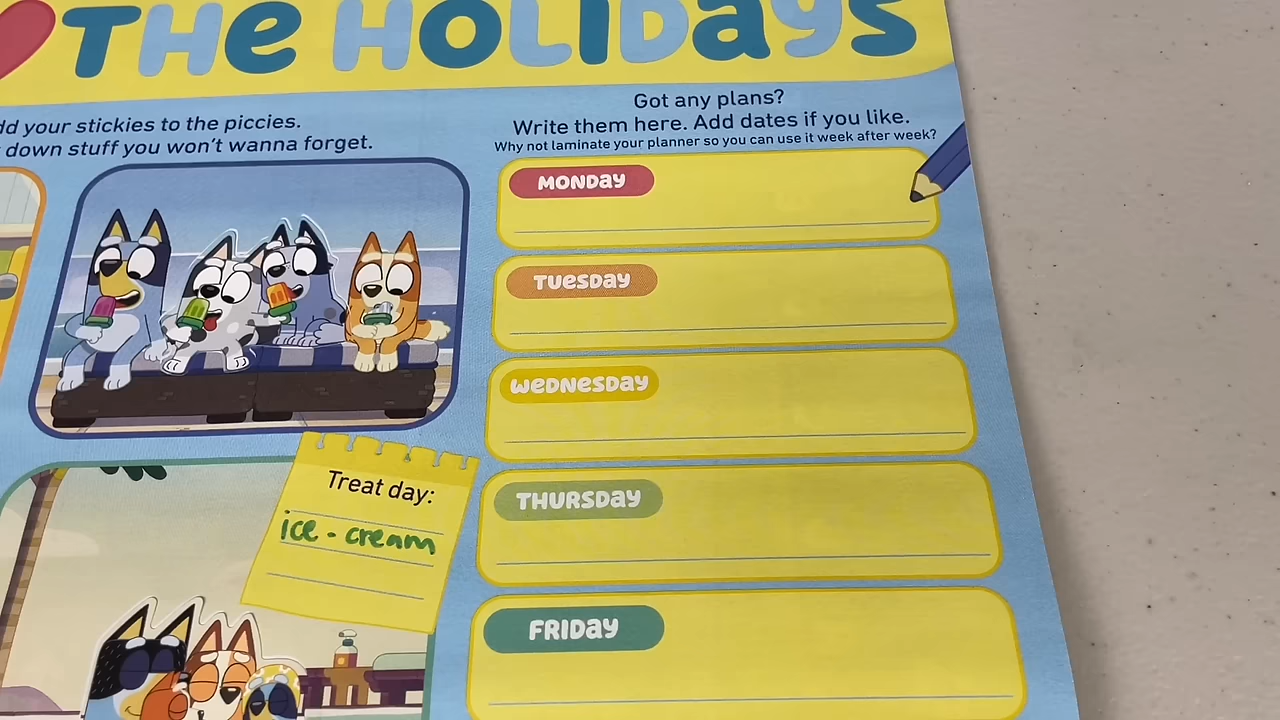 THE HOLIDAYS
your stickies to the piccies.
down stuff you won't wanna forget.
Got any plans?
Write them here. Add dates if you like.
Why not laminate your planner so you can use it week after week?
MONDAY
TUESDAY
WEDNESDAY
THURSDAY
FRIDAY
Treat day:
ice-cream